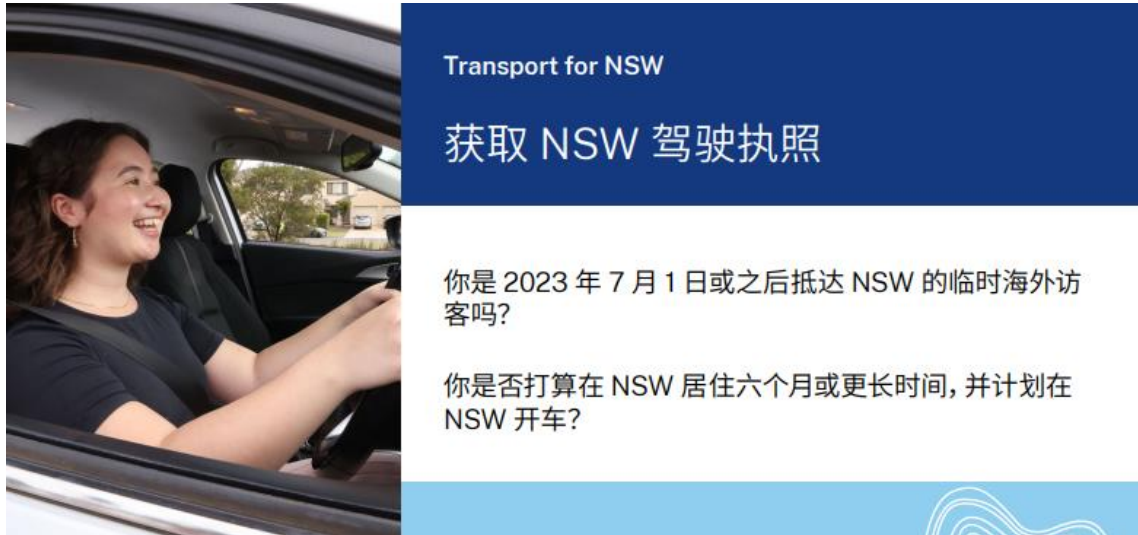 Transport for NSW
获取 NSW 驾驶执照
你是 2023 年 7 月 1 日或之后抵达 NSW 的临时海外访
客吗？
你是否打算在 NSW 居住六个月或更长时间，并计划在
NSW 开车？